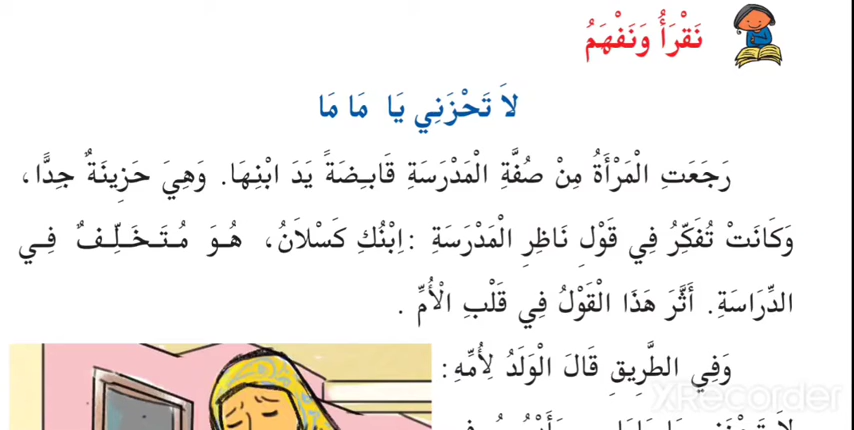 نَقْرَأُ وَنَفْهَمُ
لاَ تَحْزَنِي يَا مَا مَا
رَجَعَتِ الْمَرْأَةُ مِنْ صُفَّةِ الْمَدْرَسَةِ قَابِضَةً يَدَ ابْنِهَا. وَهِيَ حَزِينَةٌ جِدًّا،
وَكَانَتْ تُفَكِّرُ فِي قَوْلِ نَاظِرِ الْمَدْرَسَةِ: اِبْنُكِ كَسْلاَنُ، هُوَ مُتَخَلِّفٌ فِي
الدِّرَاسَةِ. أَثَّرَ هَذَا الْقَوْلُ فِي قَلْبِ الْأُمِّ.
وَفِي الطَّرِيقِ قَالَ الْوَلَدُ لِأُمِّهِ:
XRecorder